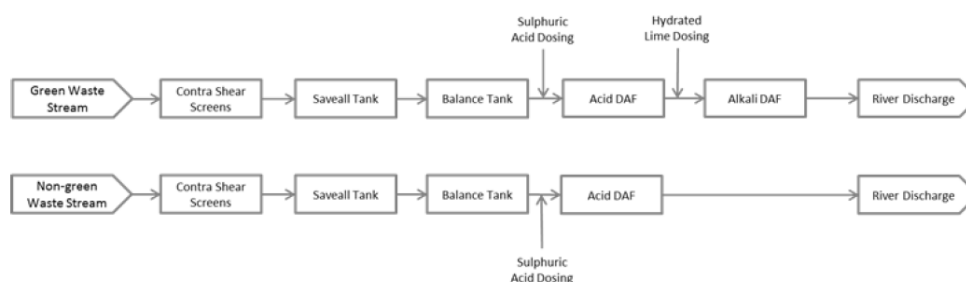 Sulphuric
Acid Dosing
Hydrated
Lime Dosing
Green Waste
Stream
Contra Shear
Screens
Saveall Tank
Balance Tank
Acid DAF
Alkali DAF
River Discharge
Non-green
Waste Stream
Contra Shear
Screens
Saveall Tank
Balance Tank
Acid DAF
River Discharge
Sulphuric
Acid Dosing